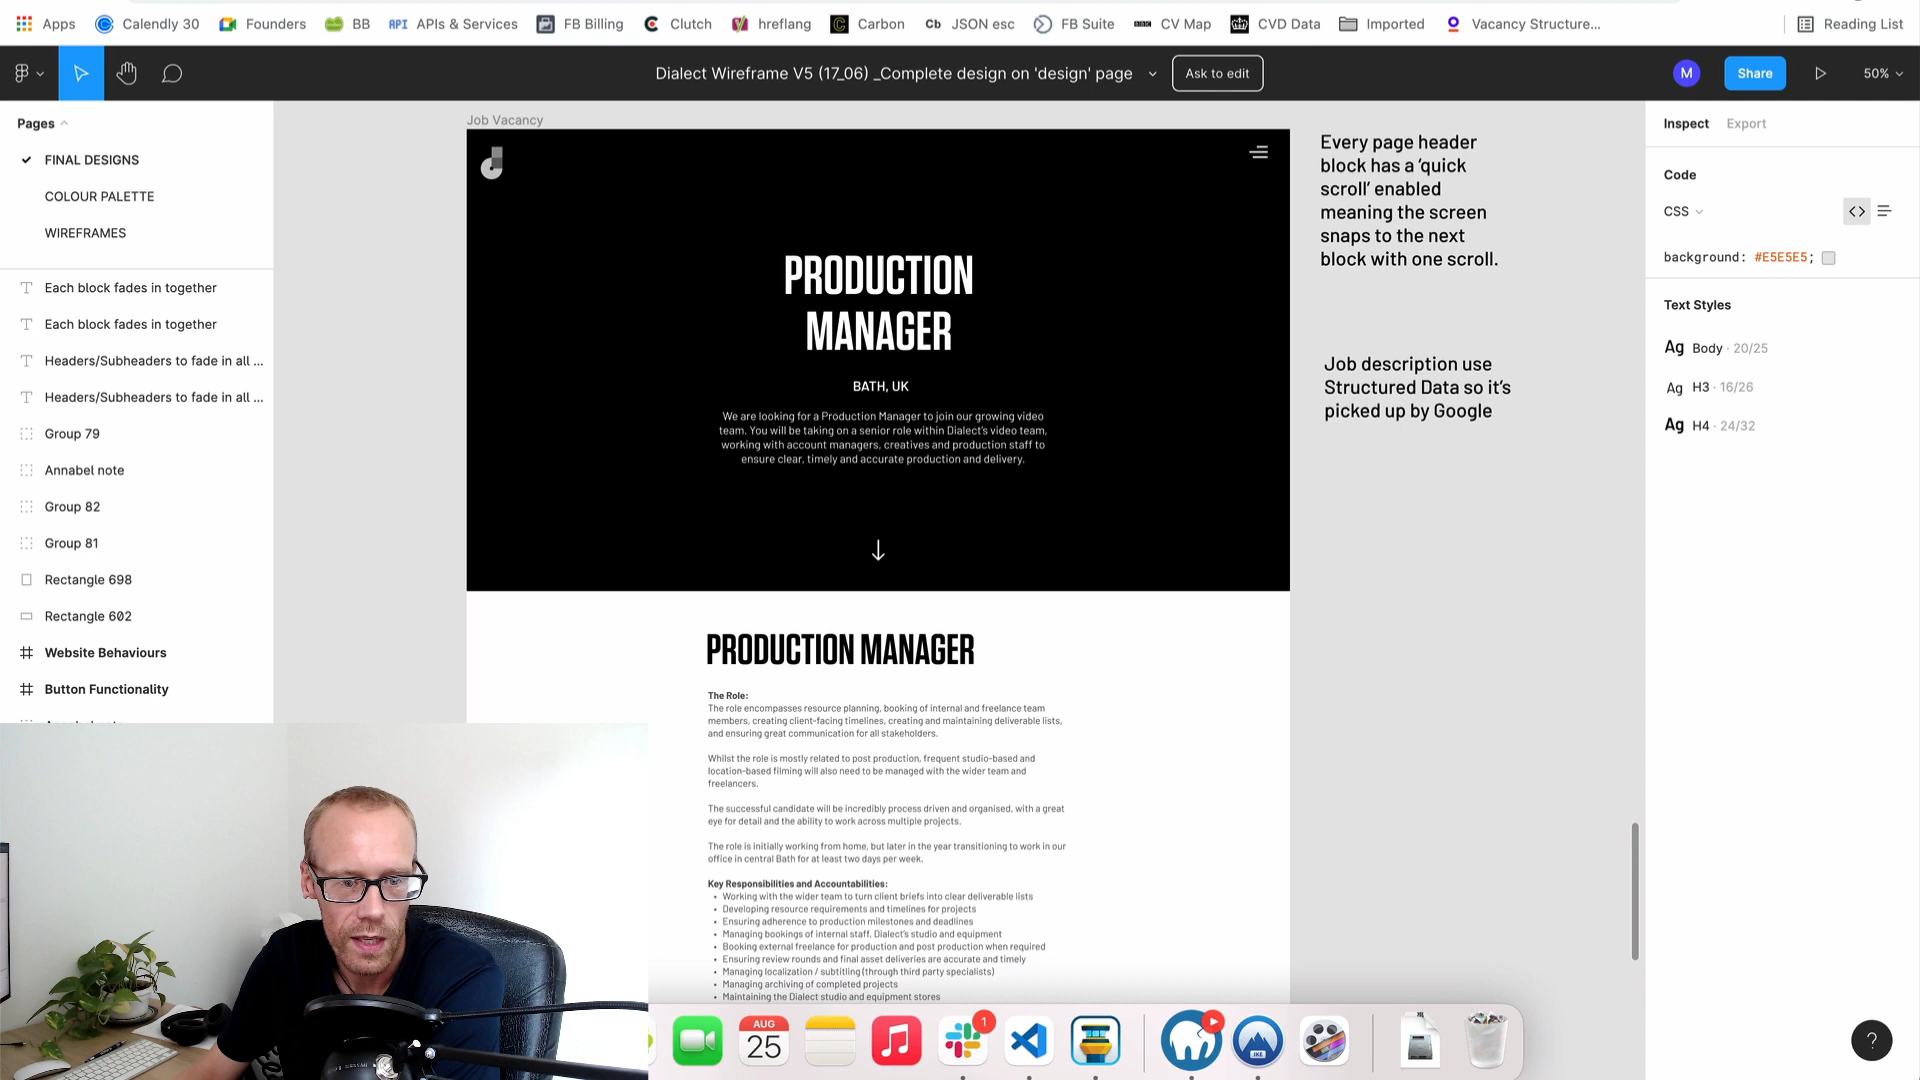 Apps
Calendly 30
Founders
BB
API APIs & Services
FB Billing
Clutch
hreflang
Carbon
Cb JSON esc
FB Suite
BBC CV Map
CVD Data
Imported
Vacancy Structure...
Reading List
Dialect Wireframe V5 (17_06) _Complete design on 'design' page
Ask to edit
M
Share
50%
Pages
FINAL DESIGNS
COLOUR PALETTE
WIREFRAMES
Each block fades in together
Each block fades in together
Headers/Subheaders to fade in all ...
Headers/Subheaders to fade in all ...
Group 79
Annabel note
Group 82
Group 81
Rectangle 698
Rectangle 602
Website Behaviours
Button Functionality
Job Vacancy
PRODUCTION
MANAGER
BATH, UK
We are looking for a Production Manager to join our growing video
team. You will be taking on a senior role within Dialect's video team,
working with account managers, creatives and production staff to
ensure clear, timely and accurate production and delivery.
PRODUCTION MANAGER
The Role:
The role encompasses resource planning, booking of internal and freelance team
members, creating client-facing timelines, creating and maintaining deliverable lists,
and ensuring great communication for all stakeholders.
Whilst the role is mostly related to post production, frequent studio-based and
location-based filming will also need to be managed with the wider team and
freelancers.
The successful candidate will be incredibly process driven and organised, with a great
eye for detail and the ability to work across multiple projects.
The role is initially working from home, but later in the year transitioning to work in our
office in central Bath for at least two days per week.
Key Responsibilities and Accountabilities:
• Working with the wider team to turn client briefs into clear deliverable lists
• Developing resource requirements and timelines for projects
• Ensuring adherence to production milestones and deadlines
• Managing bookings of internal staff, Dialect's studio and equipment
• Booking external freelance for production and post production when required
• Ensuring review rounds and final asset deliveries are accurate and timely
• Managing localization / subtitling (through third party specialists)
• Managing archiving of completed projects
• Maintaining the Dialect studio and equipment stores
Every page header
block has a 'quick
scroll' enabled
meaning the screen
snaps to the next
block with one scroll.
Job description use
Structured Data so it's
picked up by Google
Inspect
Export
Code
CSS
background: #E5E5E5;
Text Styles
Ag Body · 20/25
Ag H3 · 16/26
Ag H4 · 24/32
AUG
25
1
IKE
?